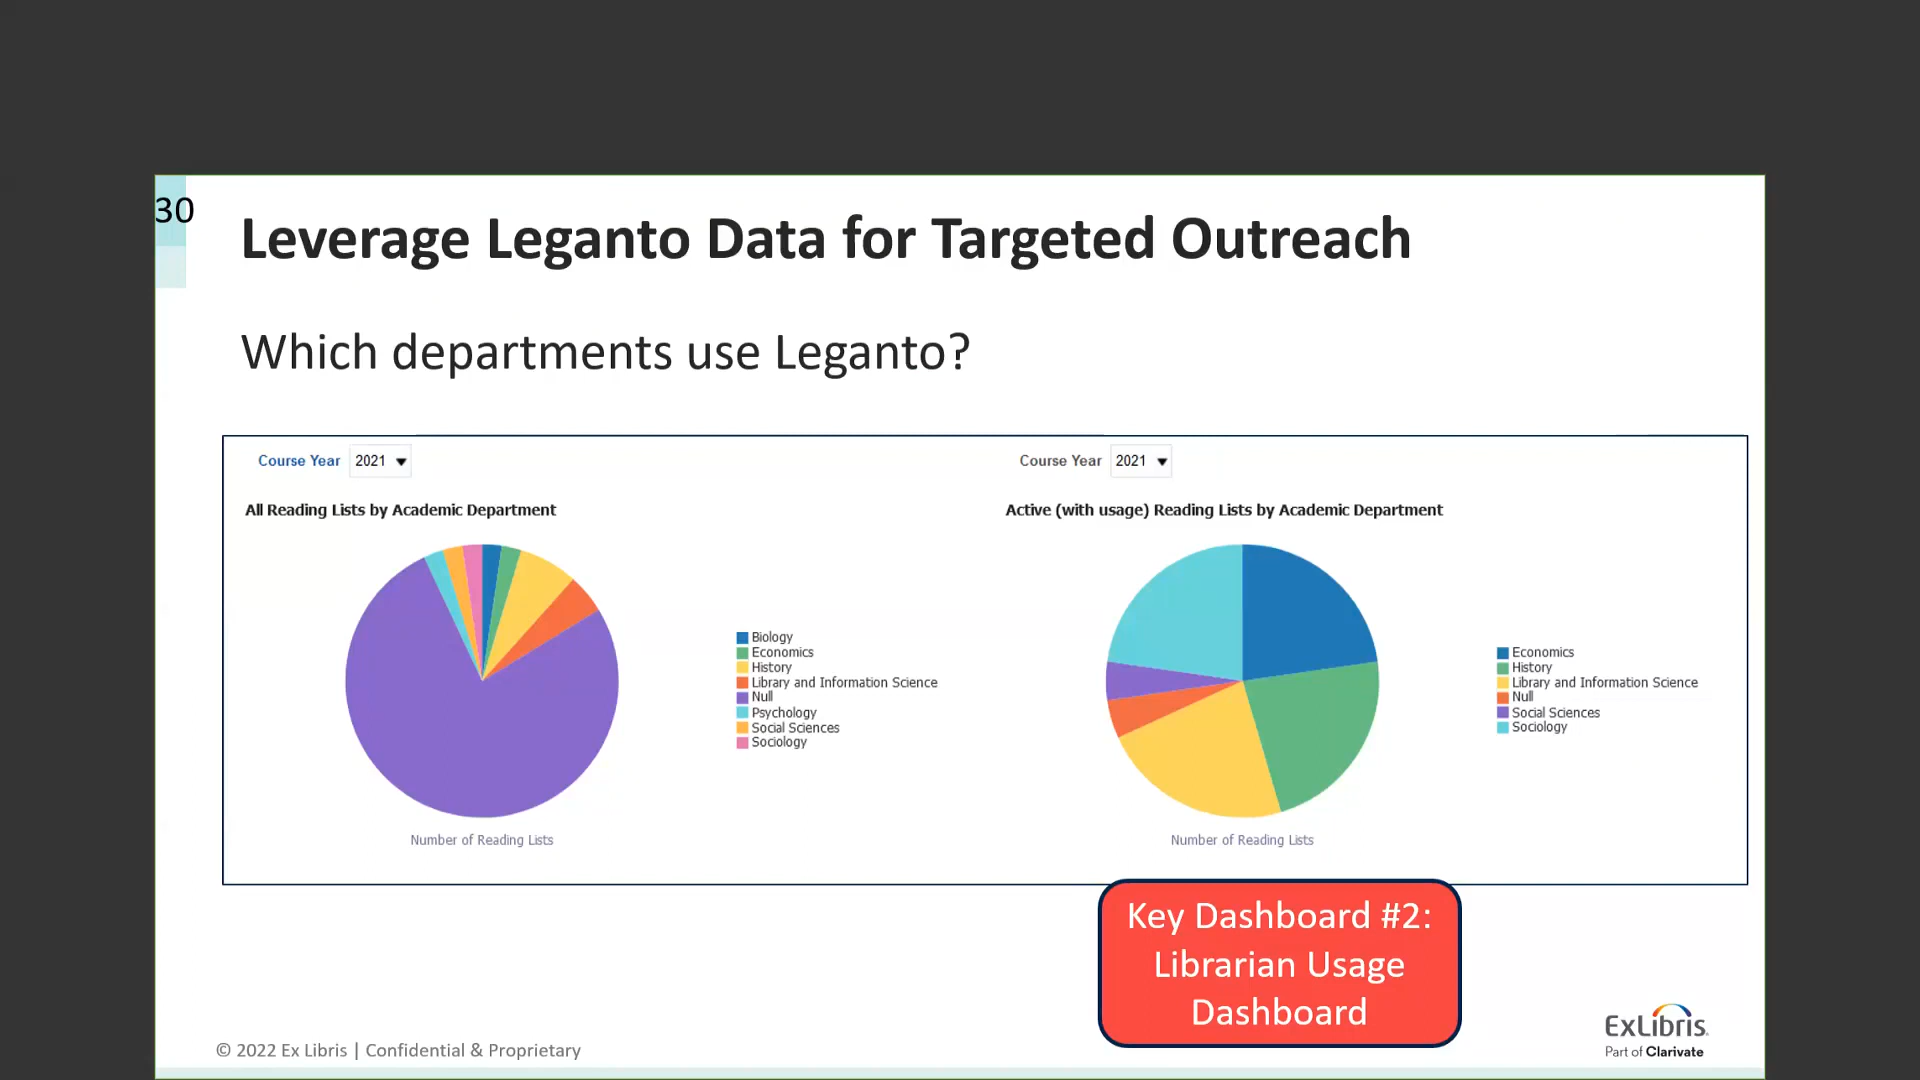 30
Leverage Leganto Data for Targeted Outreach
Which departments use Leganto?
Course Year 2021
All Reading Lists by Academic Department
Biology
Economics
History
Library and Information Science
Null
Psychology
Social Sciences
Sociology
Number of Reading Lists
Course Year 2021
Active (with usage) Reading Lists by Academic Department
Economics
History
Library and Information Science
Null
Social Sciences
Sociology
Number of Reading Lists
Key Dashboard #2:
Librarian Usage
Dashboard
© 2022 Ex Libris | Confidential & Proprietary
ExLibris
Part of Clarivate